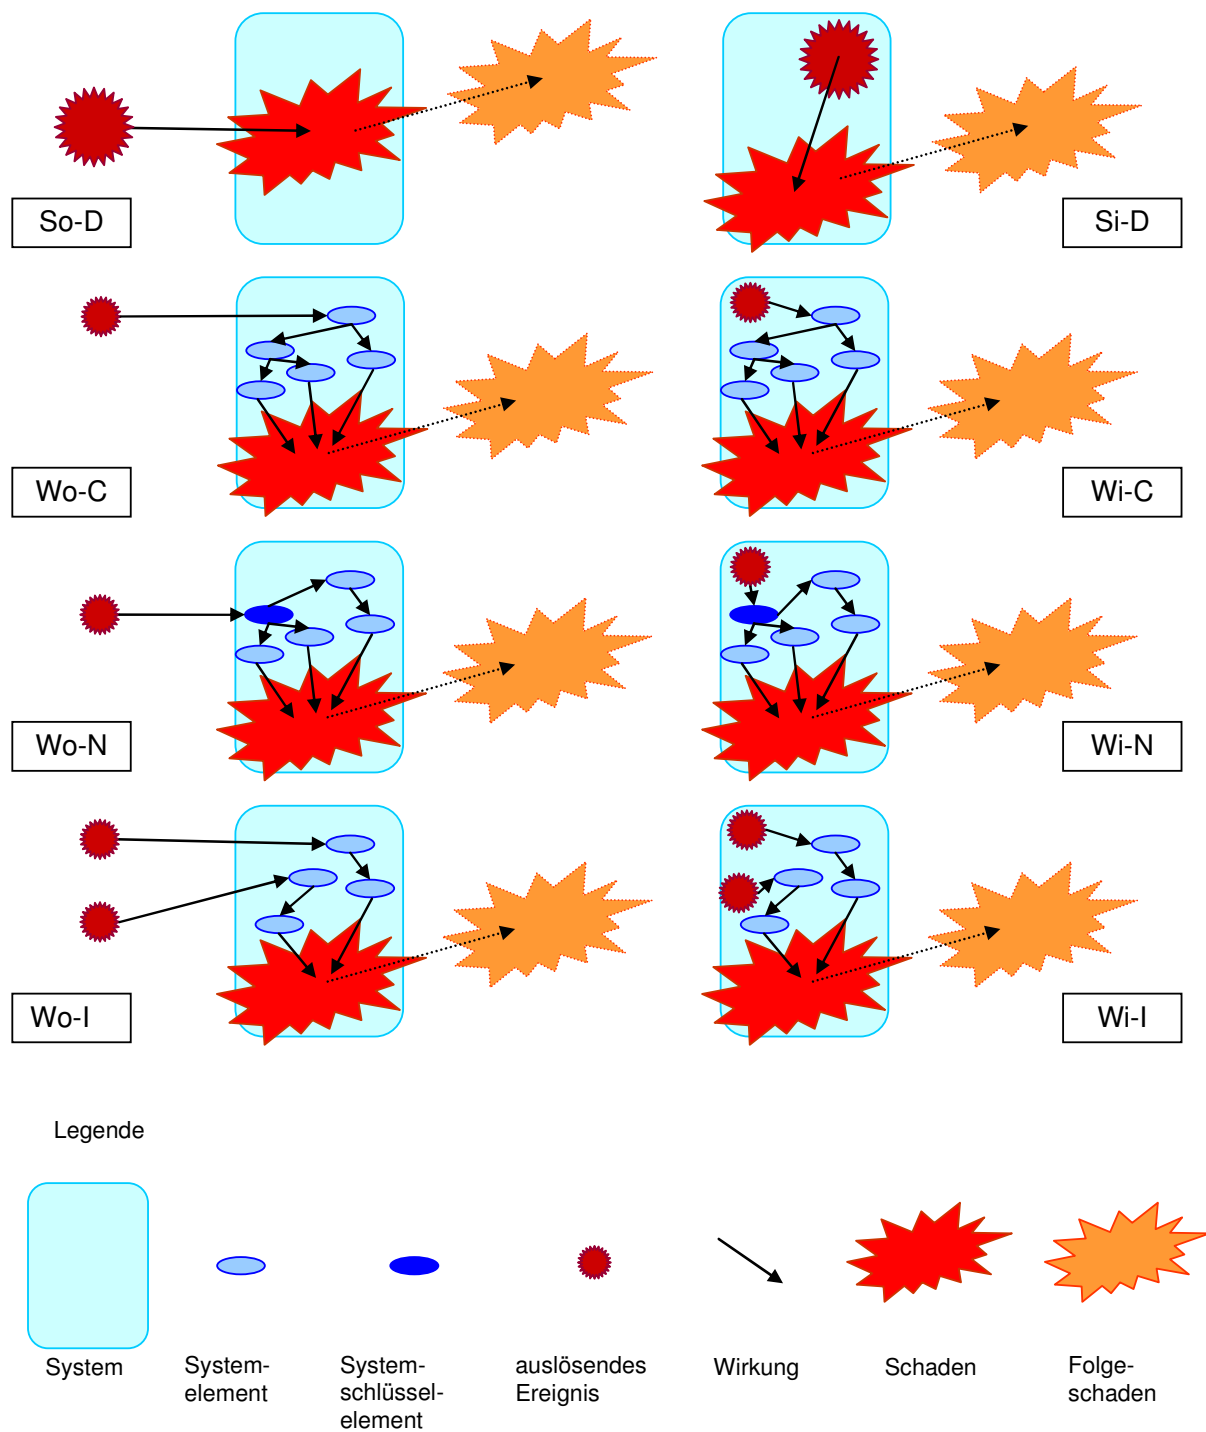 So-D
Si-D
Wo-C
Wi-C
Wo-N
Wi-N
Wo-I
Wi-I
Legende
System
System-
element
System-
schlüssel-
element
auslösendes
Ereignis
Wirkung
Schaden
Folge-
schaden